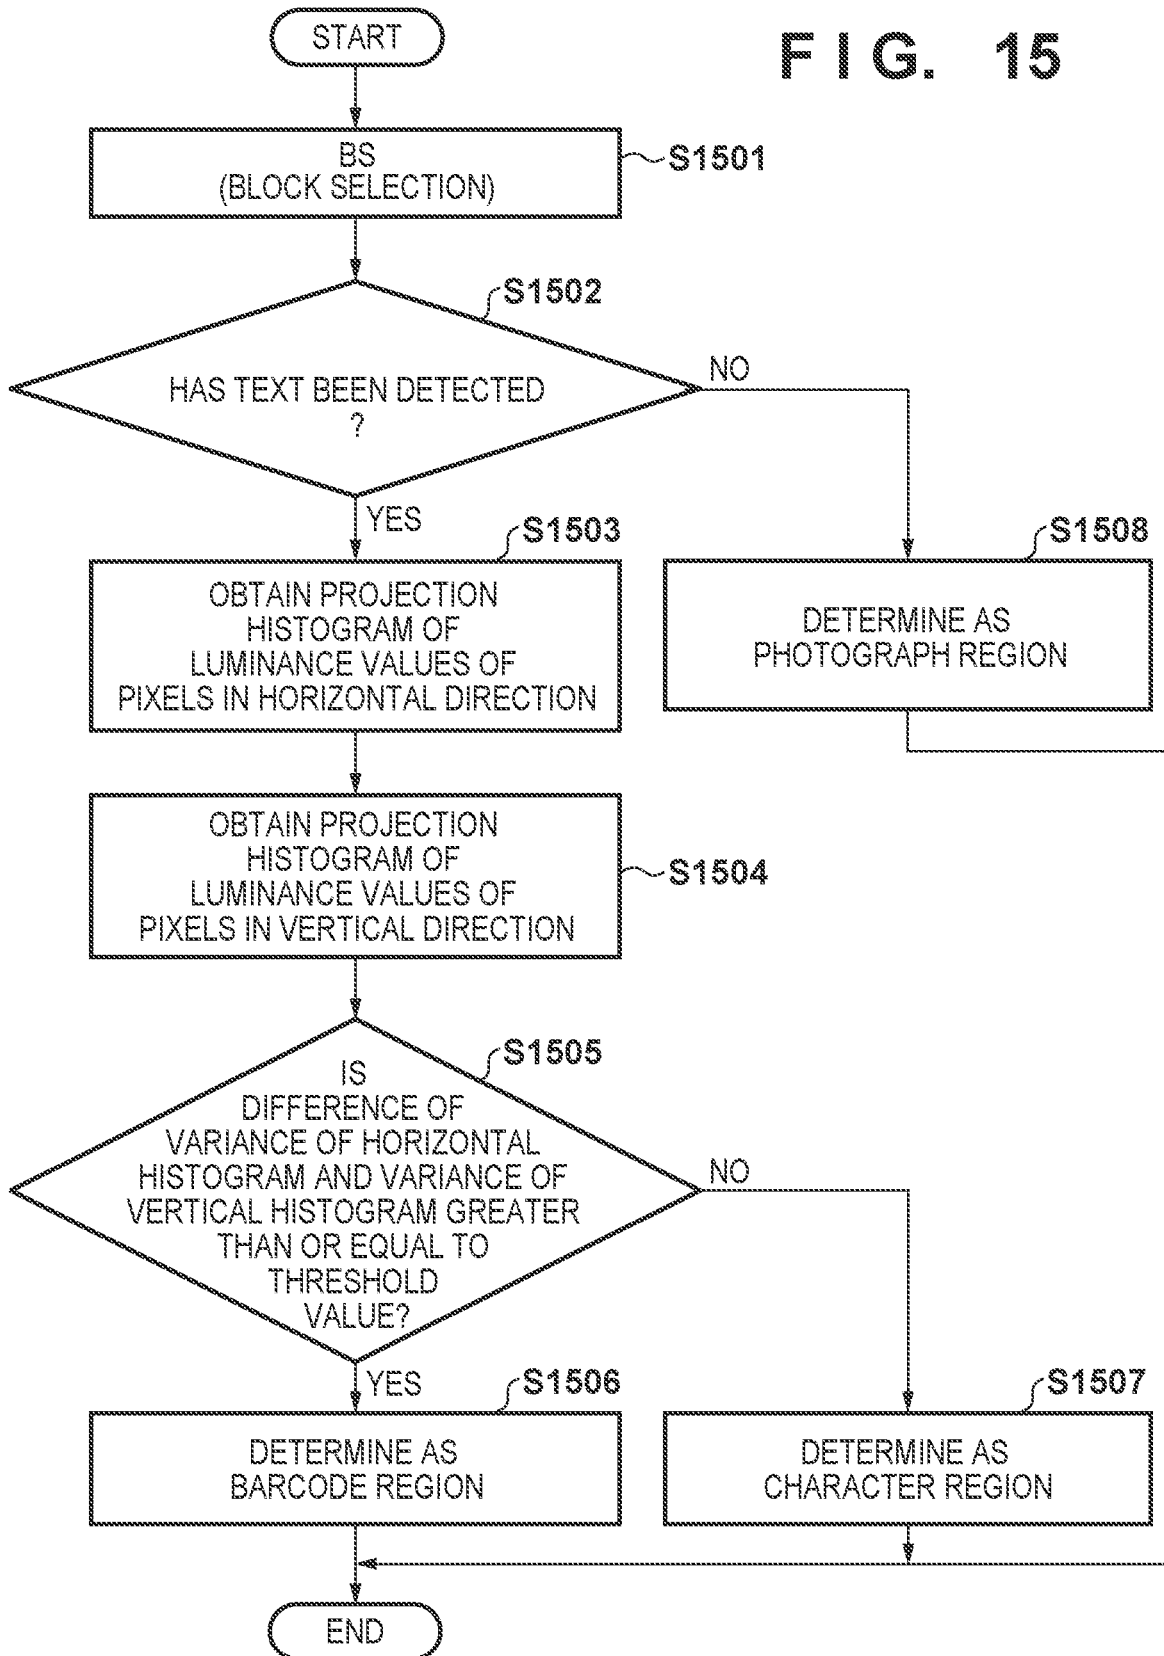 FIG. 15
START
BS
(BLOCK SELECTION)
S1501
S1502
HAS TEXT BEEN DETECTED
?
NO
YES
S1503
OBTAIN PROJECTION
HISTOGRAM OF
LUMINANCE VALUES OF
PIXELS IN HORIZONTAL DIRECTION
S1508
DETERMINE AS
PHOTOGRAPH REGION
OBTAIN PROJECTION
HISTOGRAM OF
LUMINANCE VALUES OF
PIXELS IN VERTICAL DIRECTION
S1504
S1505
IS
DIFFERENCE OF
VARIANCE OF HORIZONTAL
HISTOGRAM AND VARIANCE OF
VERTICAL HISTOGRAM GREATER
THAN OR EQUAL TO
THRESHOLD
VALUE?
NO
YES
S1506
DETERMINE AS
BARCODE REGION
S1507
DETERMINE AS
CHARACTER REGION
END